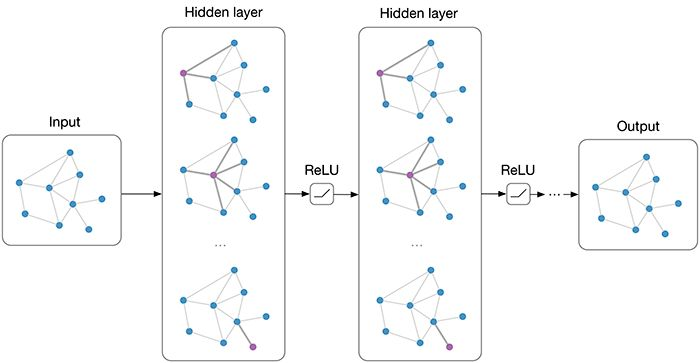 Hidden layer
Hidden layer
Input
Output
ReLU
ReLU
...
...
...